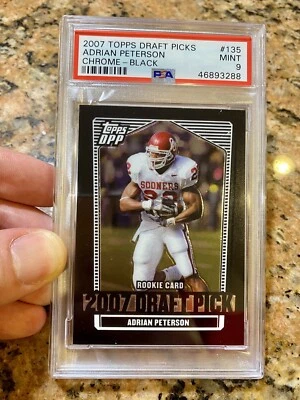 2007 TOPPS DRAFT PICKS #135
ADRIAN PETERSON MINT
CHROME-BLACK 9
PSA 46893288
Topps
DPP
SOONERS
ROOKIE CARD
2007 DRAFT PICK
ADRIAN PETERSON